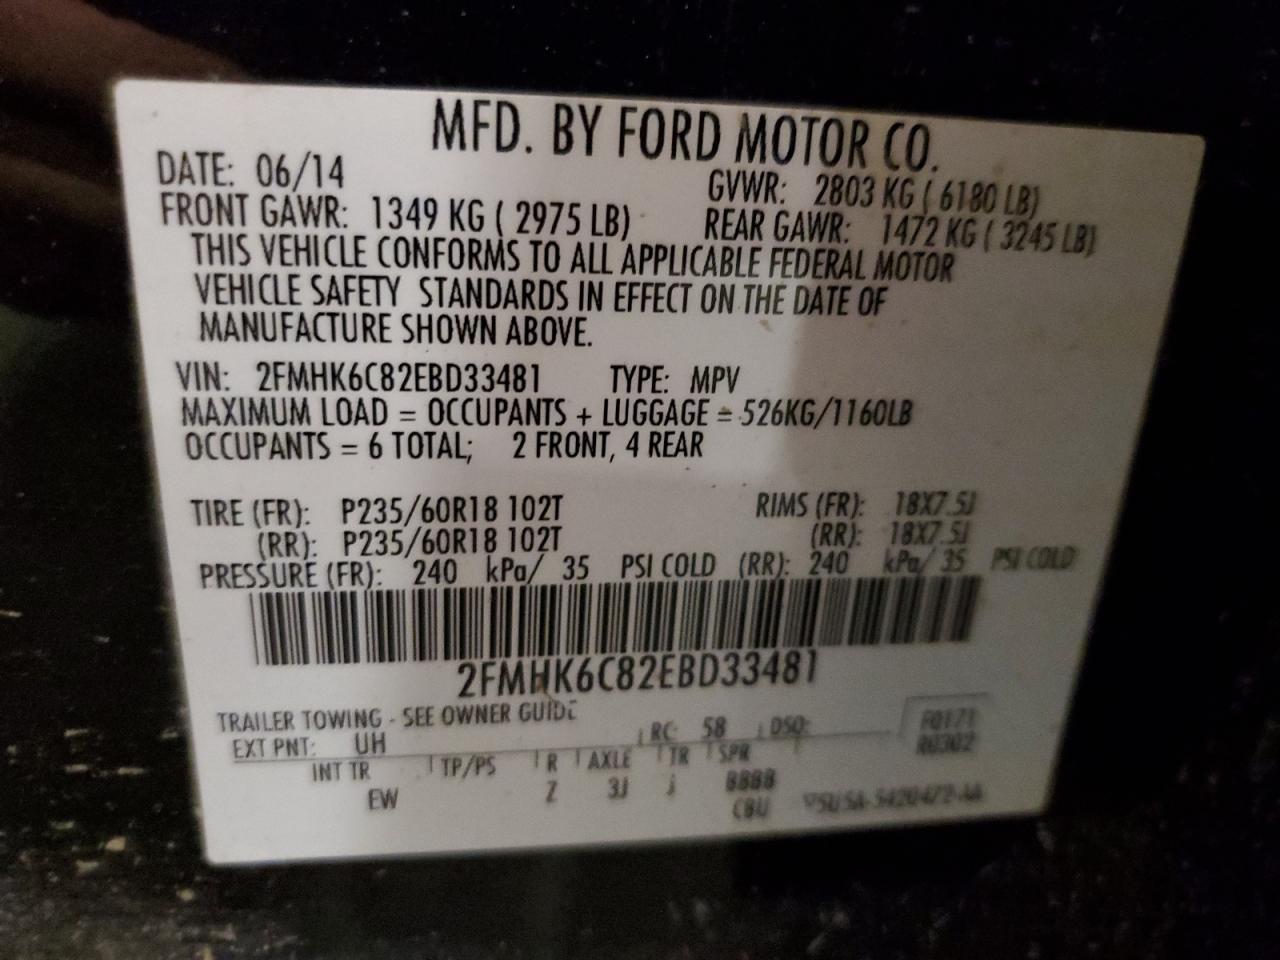 MFD. BY FORD MOTOR CO.
DATE: 06/14 GVWR: 2803 KG ( 6180 LB)
FRONT GAWR: 1349 KG ( 2975 LB) REAR GAWR: 1472 KG ( 3245 LB)
THIS VEHICLE CONFORMS TO ALL APPLICABLE FEDERAL MOTOR
VEHICLE SAFETY STANDARDS IN EFFECT ON THE DATE OF
MANUFACTURE SHOWN ABOVE.
VIN: 2FMHK6C82EBD33481 TYPE: MPV
MAXIMUM LOAD = OCCUPANTS + LUGGAGE = 526KG/1160LB
OCCUPANTS = 6 TOTAL; 2 FRONT, 4 REAR
TIRE (FR): P235/60R18 102T RIMS (FR): 18X7.5J
(RR): P235/60R18 102T (RR): 18X7.5J
PRESSURE (FR): 240 kPa/ 35 PSI COLD (RR): 240 kPa/ 35 PSI COLD
2FMHK6C82EBD33481
TRAILER TOWING - SEE OWNER GUIDE
EXT PNT: UH RC: 58 DSO: F0171
R0302
INT TR TP/PS R AXLE TR SPR
EW Z 3J J BBBB
CBU